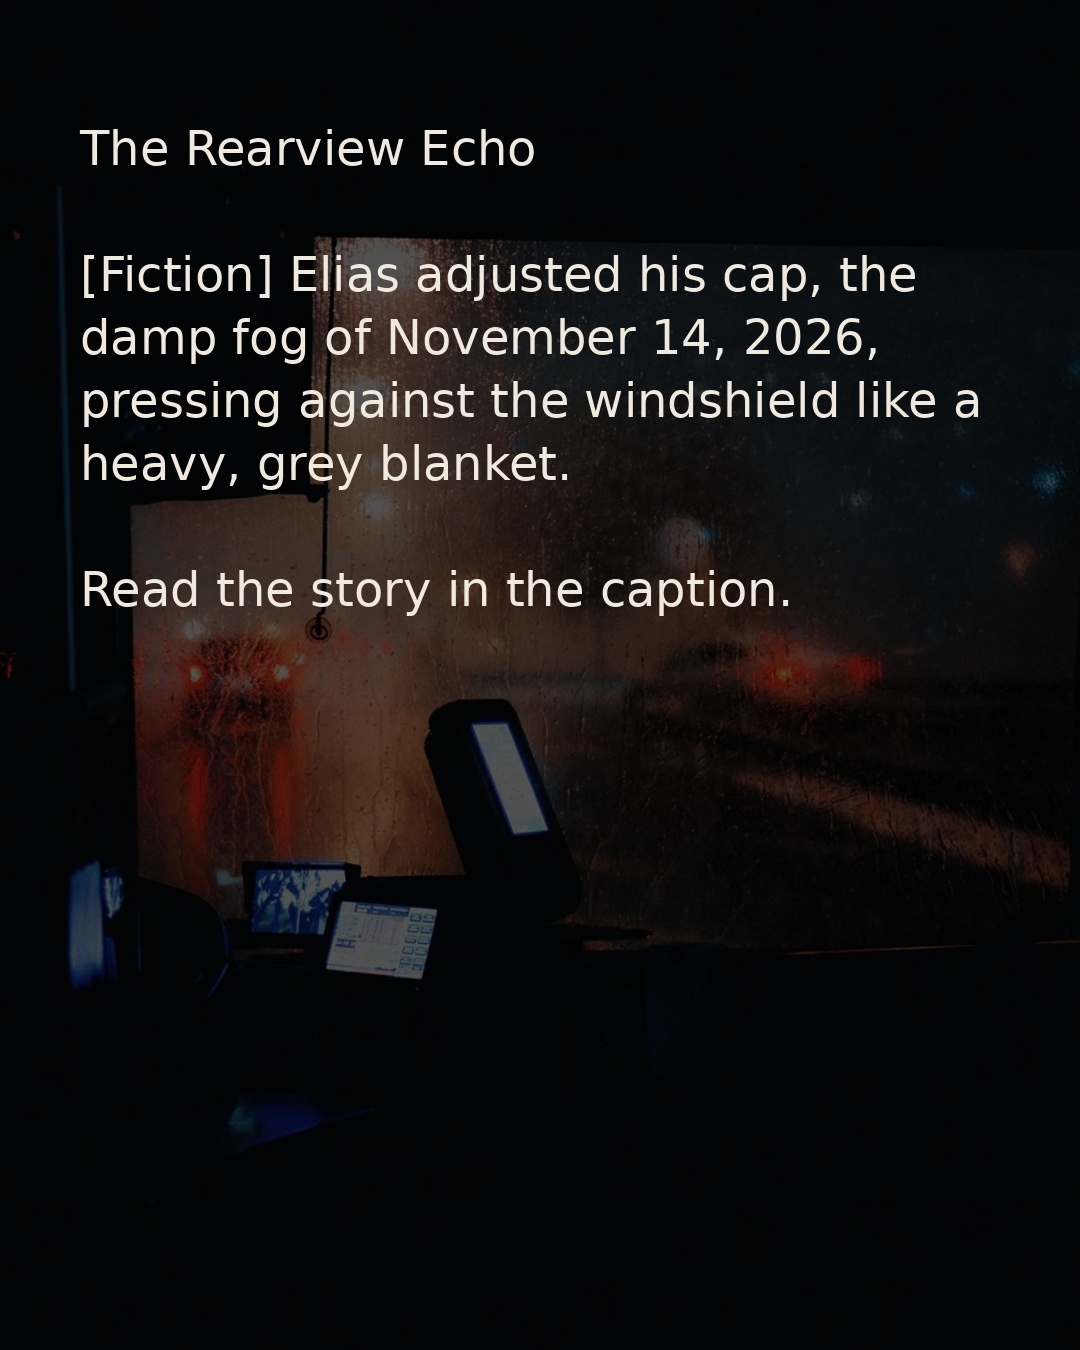 The Rearview Echo
[Fiction] Elias adjusted his cap, the
damp fog of November 14, 2026,
pressing against the windshield like a
heavy, grey blanket.
Read the story in the caption.